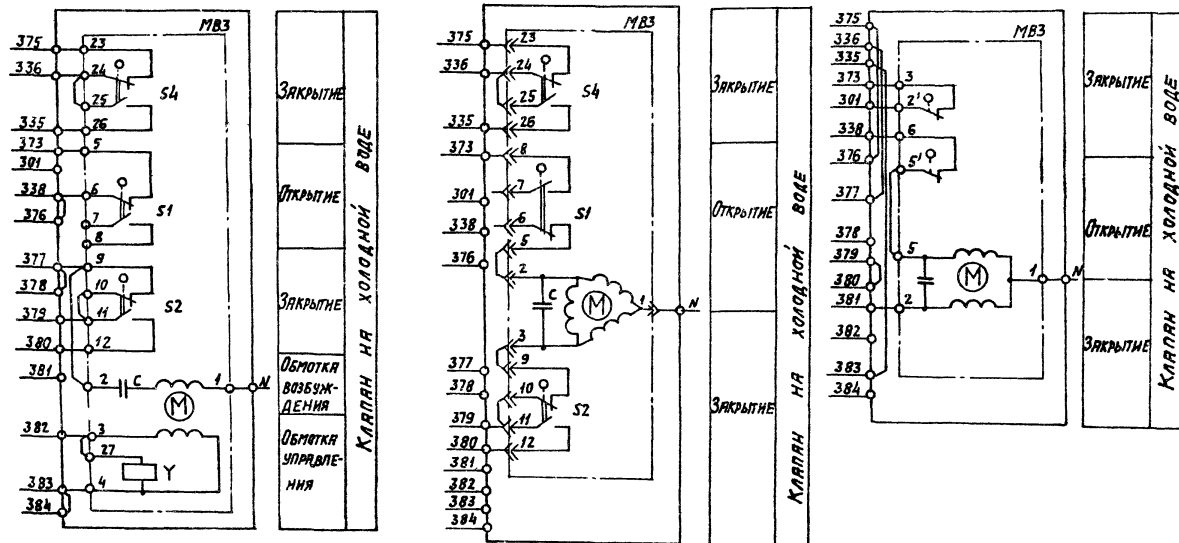 МВЗ
375
23
336
24
25
S4
335
26
373
5
301
338
6
376
7
S1
8
377
9
378
10
379
11
S2
380
12
381
2
C
1
N
M
382
3
27
Y
383
4
384
Закрытие
Открытие
Закрытие
Обмотка
возбуж-
дения
Обмотка
управле-
ния
Клапан на холодной воде
МВЗ
375
23
336
24
25
S4
335
26
373
8
301
7
S1
338
6
376
5
2
C
M
1
N
3
377
9
378
10
379
11
S2
380
12
381
382
383
384
Закрытие
Открытие
Закрытие
Клапан на холодной воде
375
МВЗ
336
335
373
3
301
2'
338
6
376
5'
377
378
379
5
380
M
1
N
381
2
382
383
384
Закрытие
Открытие
Закрытие
Клапан на холодной воде